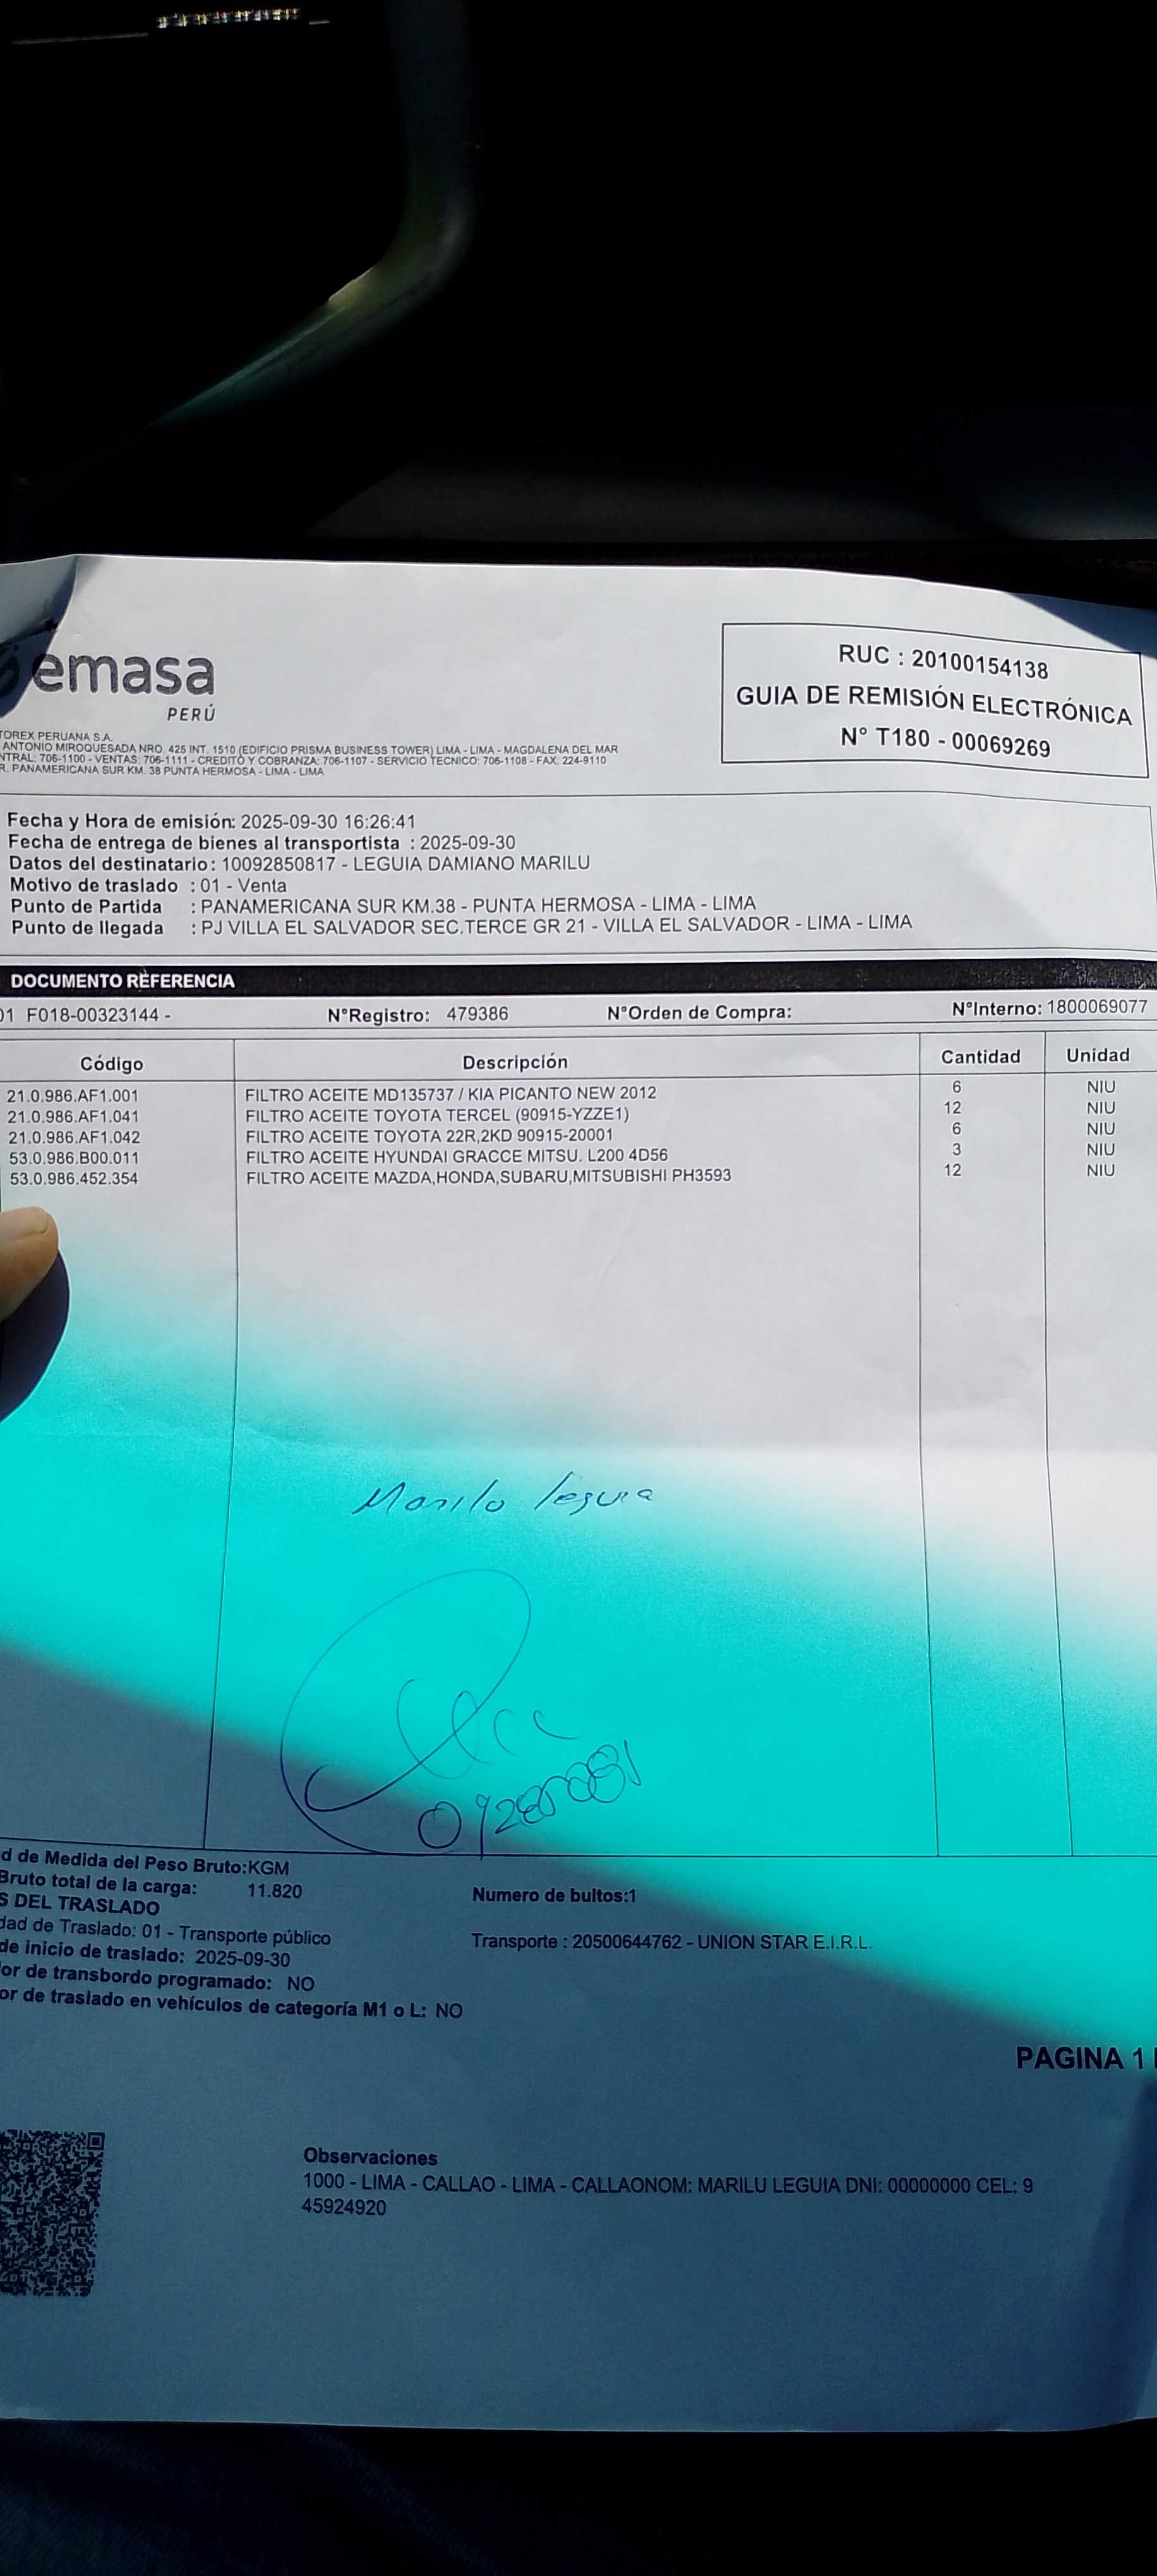 emasa
PERÚ
RUC : 20100154138
GUIA DE REMISIÓN ELECTRÓNICA
N° T180 - 00069269
TOREX PERUANA S.A.
ANTONIO MIROQUESADA NRO. 425 INT. 1510 (EDIFICIO PRISMA BUSINESS TOWER) LIMA - LIMA - MAGDALENA DEL MAR
NTRAL: 706-1100 - VENTAS: 706-1111 - CREDITO Y COBRANZA: 706-1107 - SERVICIO TECNICO: 706-1108 - FAX: 224-9110
R. PANAMERICANA SUR KM. 38 PUNTA HERMOSA - LIMA - LIMA
Fecha y Hora de emisión: 2025-09-30 16:26:41
Fecha de entrega de bienes al transportista : 2025-09-30
Datos del destinatario : 10092850817 - LEGUIA DAMIANO MARILU
Motivo de traslado : 01 - Venta
Punto de Partida : PANAMERICANA SUR KM.38 - PUNTA HERMOSA - LIMA - LIMA
Punto de llegada : PJ VILLA EL SALVADOR SEC.TERCE GR 21 - VILLA EL SALVADOR - LIMA - LIMA
DOCUMENTO REFERENCIA
01 F018-00323144 - N°Registro: 479386 N°Orden de Compra: N°Interno: 1800069077
Código Descripción Cantidad Unidad
21.0.986.AF1.001 FILTRO ACEITE MD135737 / KIA PICANTO NEW 2012 6 NIU
21.0.986.AF1.041 FILTRO ACEITE TOYOTA TERCEL (90915-YZZE1) 12 NIU
21.0.986.AF1.042 FILTRO ACEITE TOYOTA 22R,2KD 90915-20001 6 NIU
53.0.986.B00.011 FILTRO ACEITE HYUNDAI GRACCE MITSU. L200 4D56 3 NIU
53.0.986.452.354 FILTRO ACEITE MAZDA,HONDA,SUBARU,MITSUBISHI PH3593 12 NIU
Marilo leguia
d de Medida del Peso Bruto:KGM
Bruto total de la carga: 11.820 Numero de bultos:1
S DEL TRASLADO
dad de Traslado: 01 - Transporte público Transporte : 20500644762 - UNION STAR E.I.R.L.
de inicio de traslado: 2025-09-30
or de transbordo programado: NO
or de traslado en vehículos de categoría M1 o L: NO
PAGINA 1
Observaciones
1000 - LIMA - CALLAO - LIMA - CALLAONOM: MARILU LEGUIA DNI: 00000000 CEL: 9
45924920